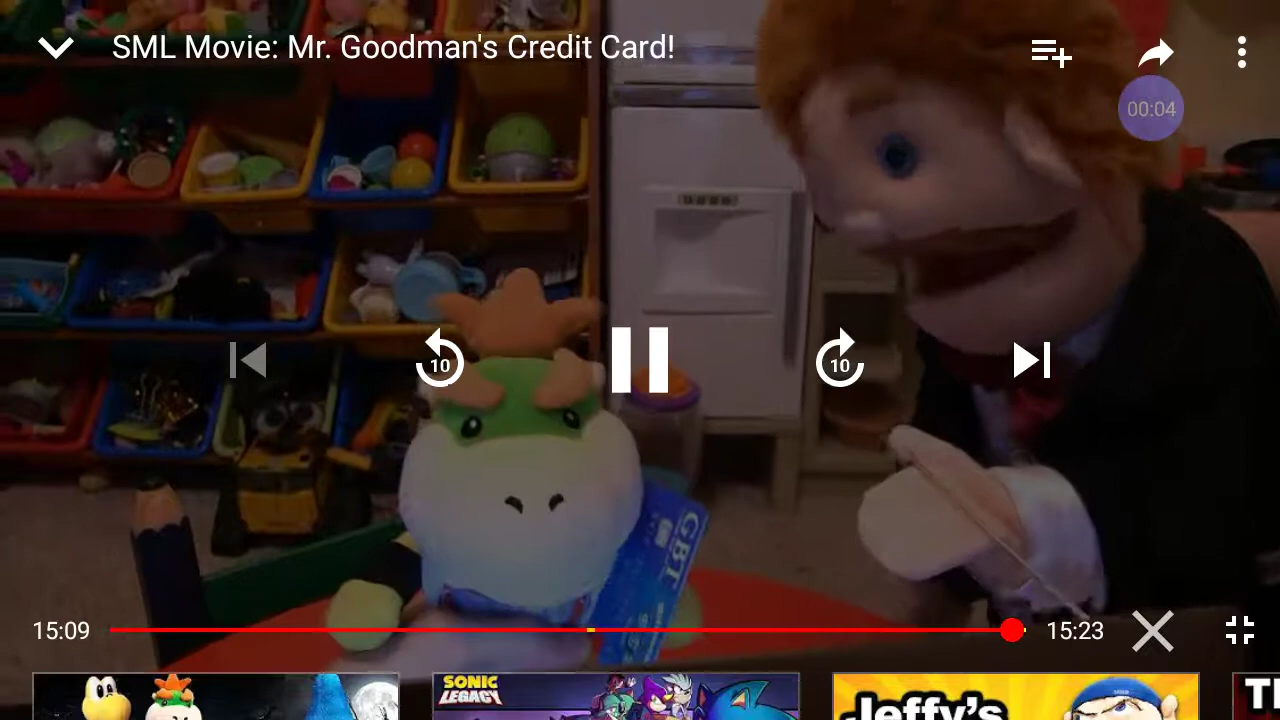 SML Movie: Mr. Goodman's Credit Card!
00:04
10
10
GBT
15:09
15:23
SONIC
LEGACY
Jeffy's